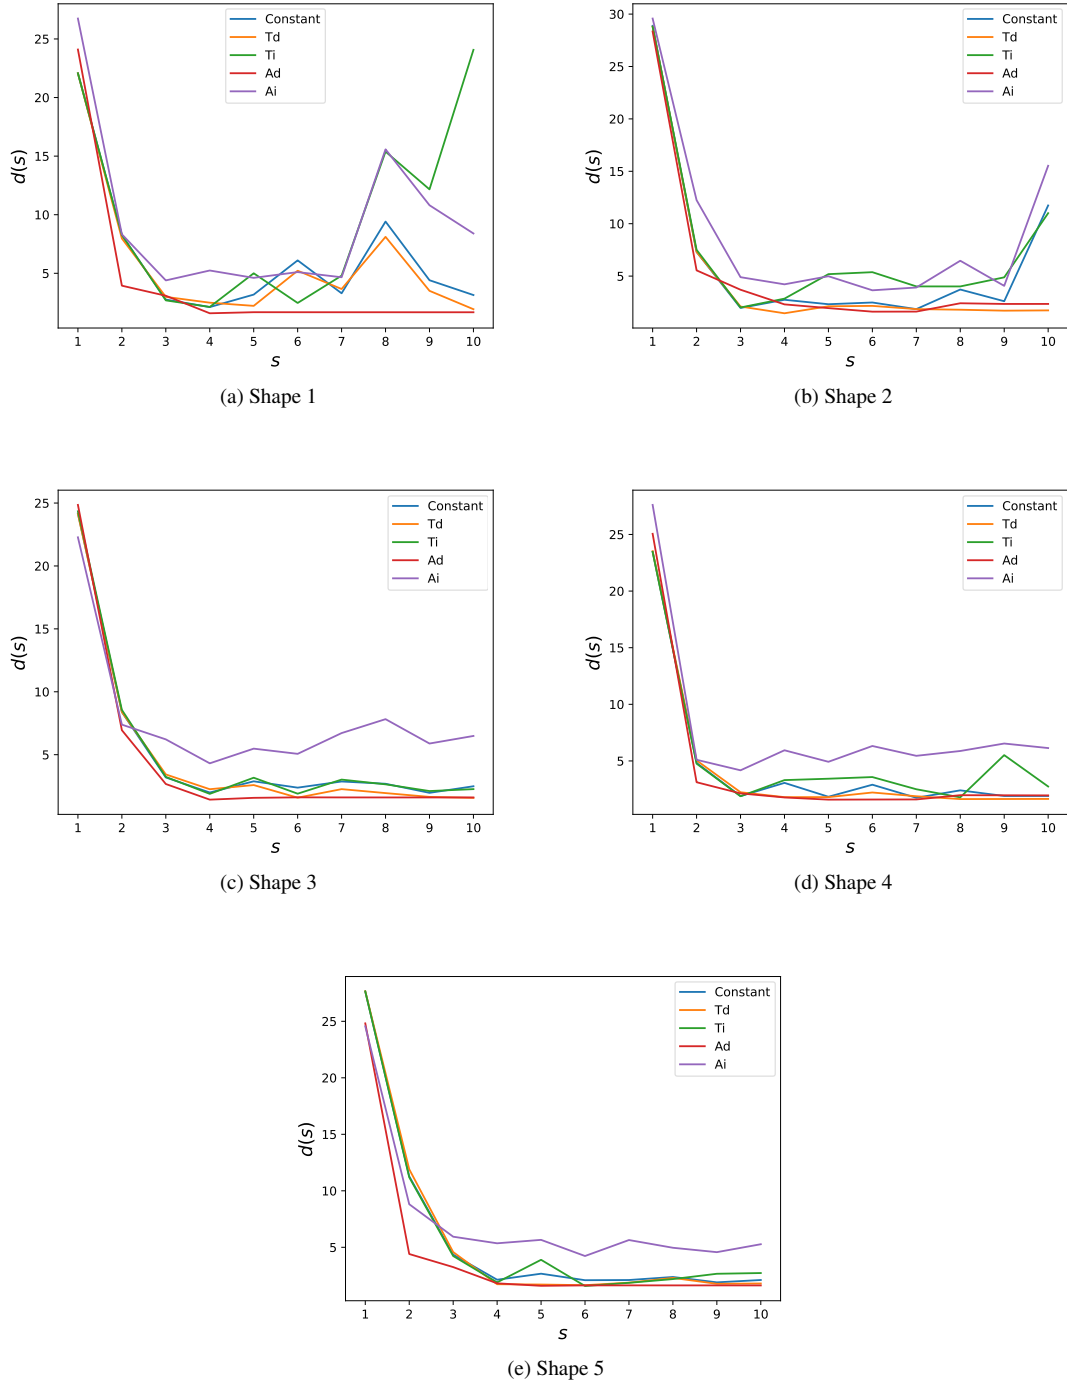 Constant
Td
Ti
Ad
Ai
25
20
15
10
5
d(s)
1 2 3 4 5 6 7 8 9 10
s
(a) Shape 1
Constant
Td
Ti
Ad
Ai
30
25
20
15
10
5
d(s)
1 2 3 4 5 6 7 8 9 10
s
(b) Shape 2
Constant
Td
Ti
Ad
Ai
25
20
15
10
5
d(s)
1 2 3 4 5 6 7 8 9 10
s
(c) Shape 3
Constant
Td
Ti
Ad
Ai
25
20
15
10
5
d(s)
1 2 3 4 5 6 7 8 9 10
s
(d) Shape 4
Constant
Td
Ti
Ad
Ai
25
20
15
10
5
d(s)
1 2 3 4 5 6 7 8 9 10
s
(e) Shape 5